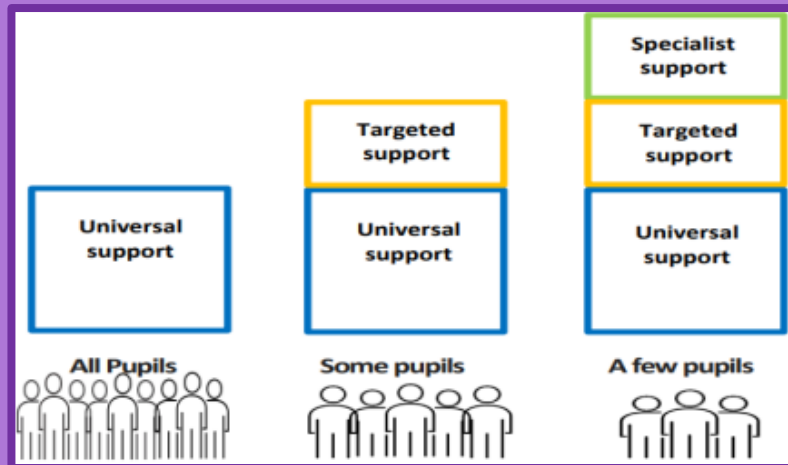 Specialist
support
Targeted
support
Targeted
support
Universal
support
Universal
support
Universal
support
All Pupils
Some pupils
A few pupils